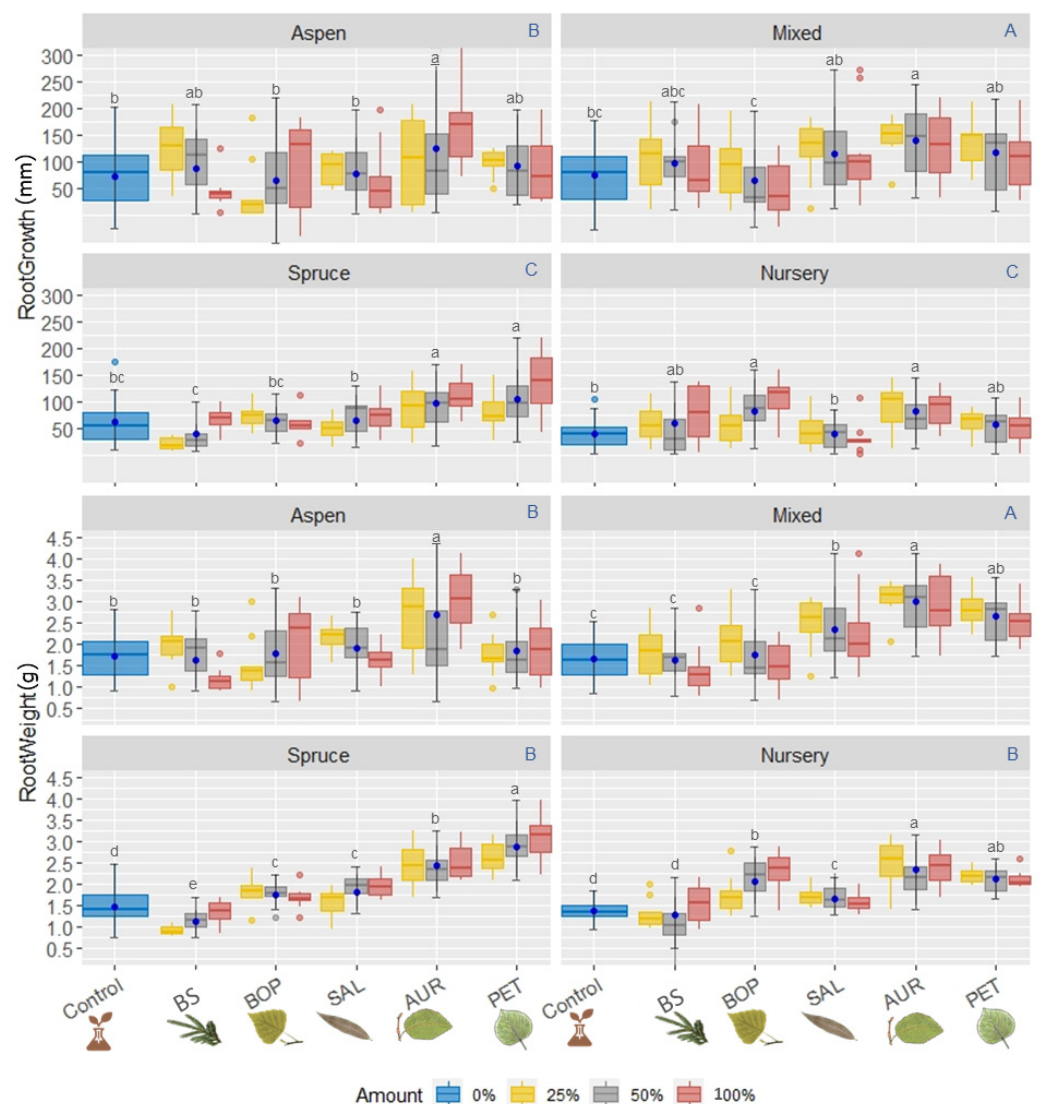 Aspen B Mixed A
300
250
200
150
100
50
b ab b b a ab
bc abc c ab a ab
RootGrowth (mm)
Spruce C Nursery C
300
250
200
150
100
50
bc c bc b a a
b ab a b a ab
Aspen B Mixed A
4.5
4.0
3.5
3.0
2.5
2.0
1.5
1.0
0.5
b b b b a b
c c c b a ab
RootWeight (g)
Spruce B Nursery B
4.5
4.0
3.5
3.0
2.5
2.0
1.5
1.0
0.5
d e c c b a
d d b c a ab
Control BS BOP SAL AUR PET Control BS BOP SAL AUR PET
Amount 0% 25% 50% 100%